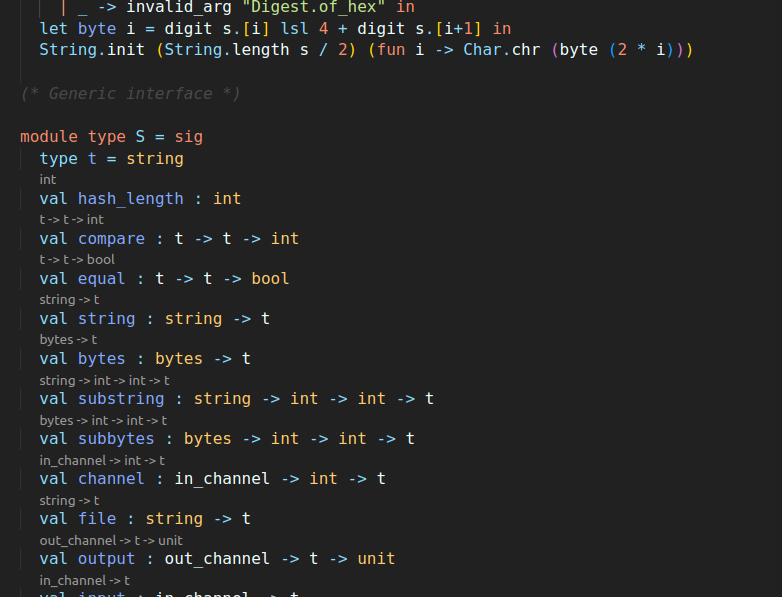 | _ -> invalid_arg "Digest.of_hex" in
let byte i = digit s.[i] lsl 4 + digit s.[i+1] in
String.init (String.length s / 2) (fun i -> Char.chr (byte (2 * i)))
(* Generic interface *)
module type S = sig
type t = string
int
val hash_length : int
t -> t -> int
val compare : t -> t -> int
t -> t -> bool
val equal : t -> t -> bool
string -> t
val string : string -> t
bytes -> t
val bytes : bytes -> t
string -> int -> int -> t
val substring : string -> int -> int -> t
bytes -> int -> int -> t
val subbytes : bytes -> int -> int -> t
in_channel -> int -> t
val channel : in_channel -> int -> t
string -> t
val file : string -> t
out_channel -> t -> unit
val output : out_channel -> t -> unit
in_channel -> t
val input : in_channel -> t